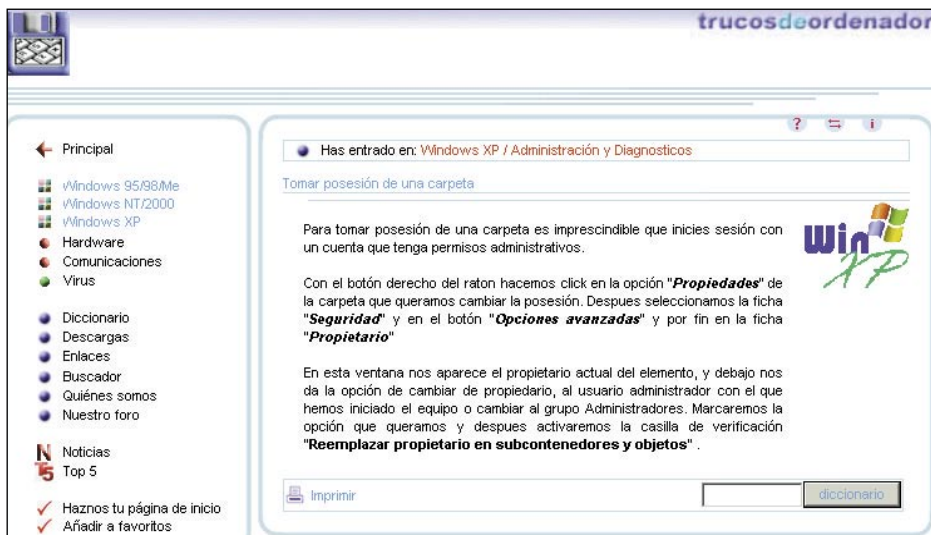 trucosdeordenador
? ⇆ i
Principal
Windows 95/98/Me
Windows NT/2000
Windows XP
Hardware
Comunicaciones
Virus
Diccionario
Descargas
Enlaces
Buscador
Quiénes somos
Nuestro foro
N Noticias
T5 Top 5
Haznos tu página de inicio
Añadir a favoritos
Has entrado en: Windows XP / Administración y Diagnosticos
Tomar posesión de una carpeta
Para tomar posesión de una carpeta es imprescindible que inicies sesión con
un cuenta que tenga permisos administrativos.
Win
XP
Con el botón derecho del raton hacemos click en la opción "Propiedades" de
la carpeta que queramos cambiar la posesión. Despues seleccionamos la ficha
"Seguridad" y en el botón "Opciones avanzadas" y por fin en la ficha
"Propietario"
En esta ventana nos aparece el propietario actual del elemento, y debajo nos
da la opción de cambiar de propiedario, al usuario administrador con el que
hemos iniciado el equipo o cambiar al grupo Administradores. Marcaremos la
opción que queramos y despues activaremos la casilla de verificación
"Reemplazar propietario en subcontenedores y objetos" .
Imprimir
diccionario